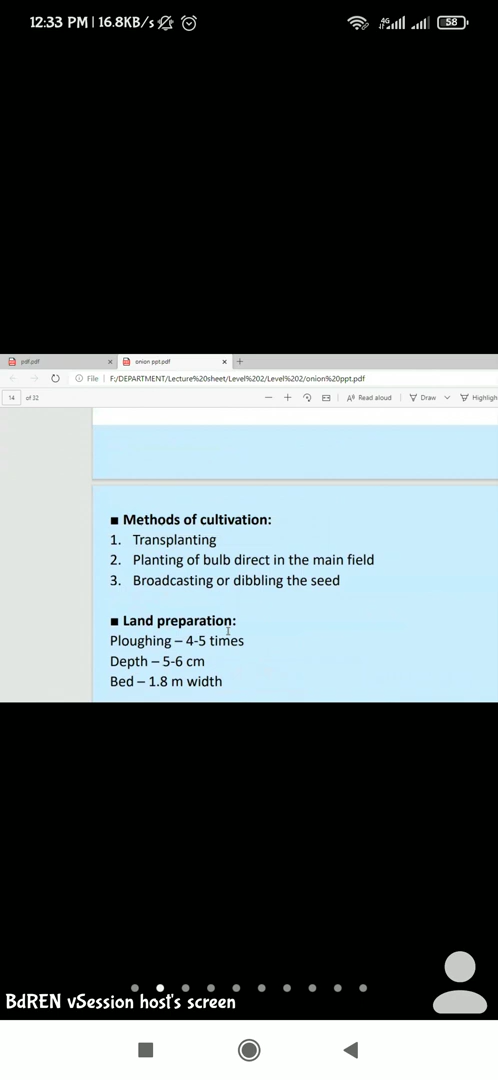 12:33 PM | 16.8KB/s
4G
58
pdf.pdf
onion ppt.pdf
File | F:/DEPARTMENT/Lecture%20sheet/Level%202/Level%202/onion%20ppt.pdf
14 of 32
Read aloud
Draw
Highligh
■ Methods of cultivation:
1. Transplanting
2. Planting of bulb direct in the main field
3. Broadcasting or dibbling the seed
■ Land preparation:
Ploughing – 4-5 times
Depth – 5-6 cm
Bed – 1.8 m width
BdREN vSession host's screen